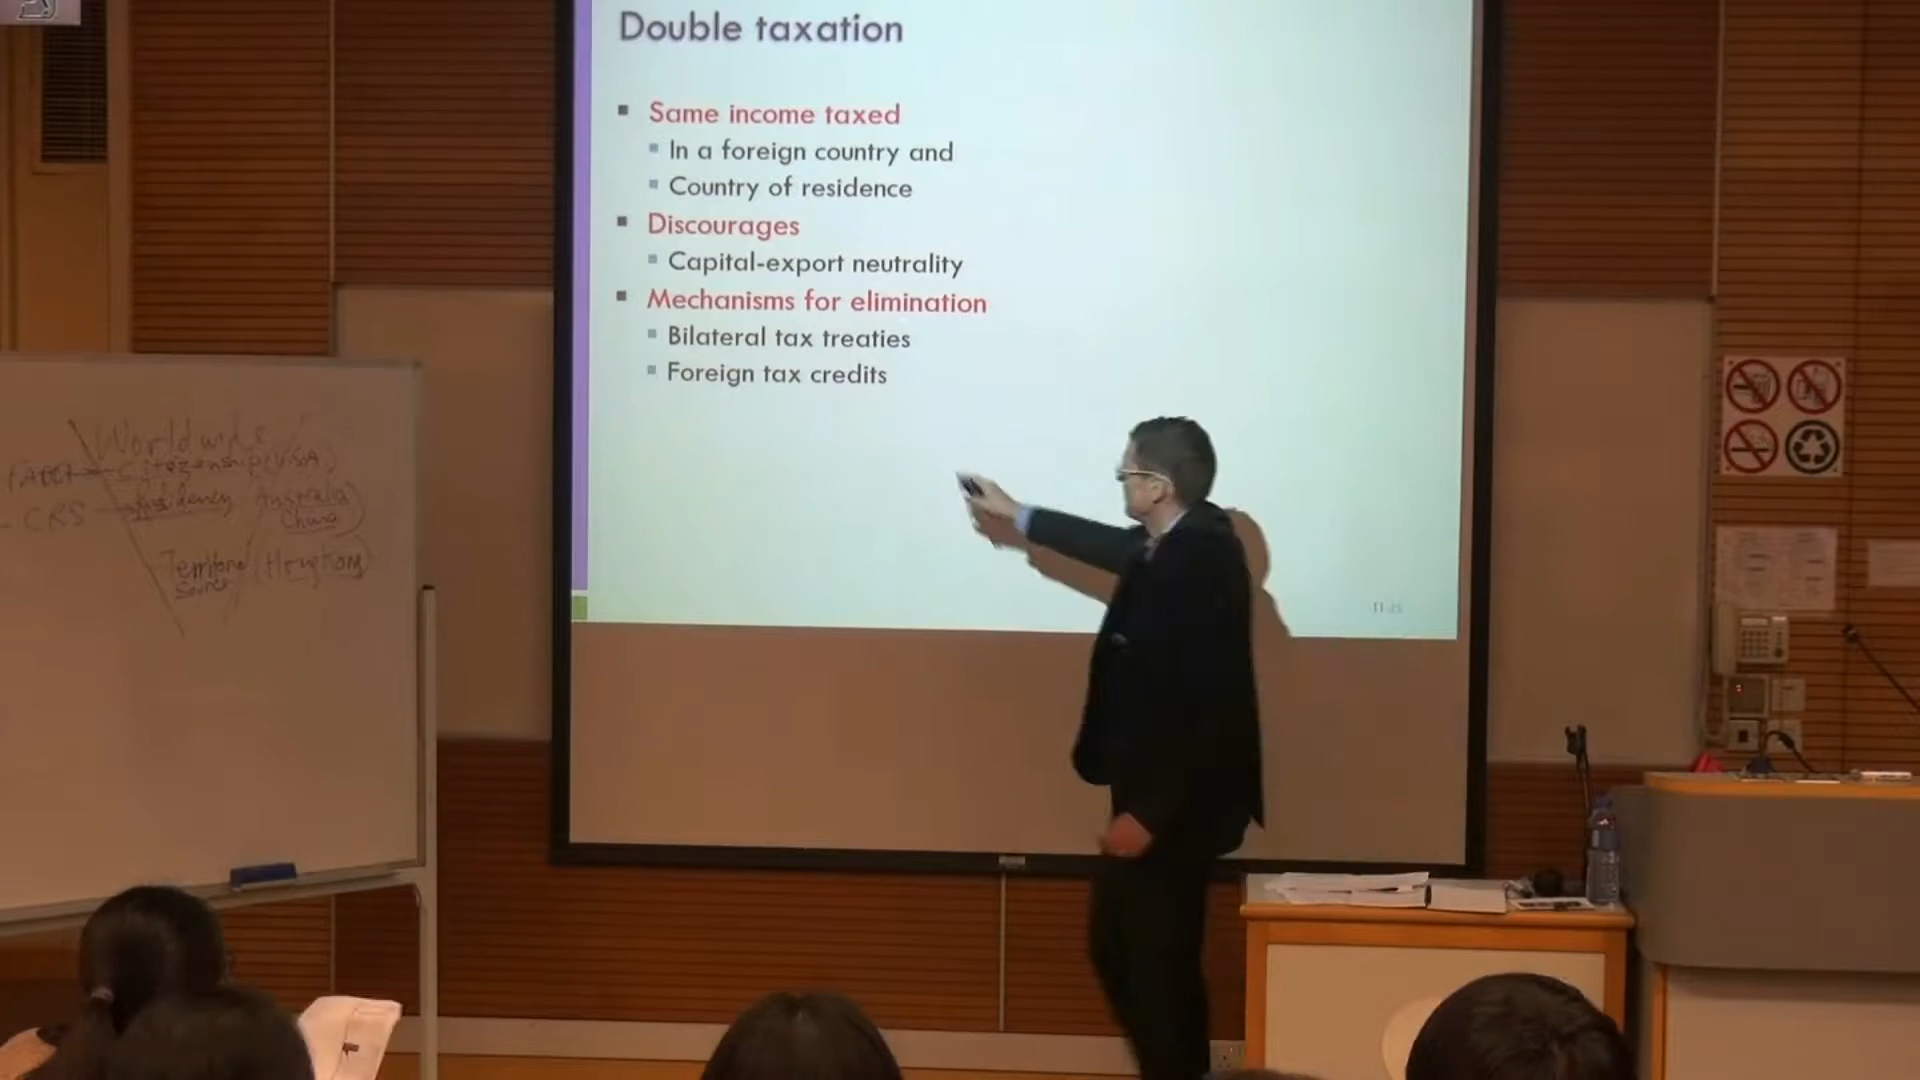 Double taxation
Same income taxed
In a foreign country and
Country of residence
Discourages
Capital-export neutrality
Mechanisms for elimination
Bilateral tax treaties
Foreign tax credits
Worldwide
FATCA Citizenship (USA)
CRS Residency (Australia
China)
(Hong Kong)
Source